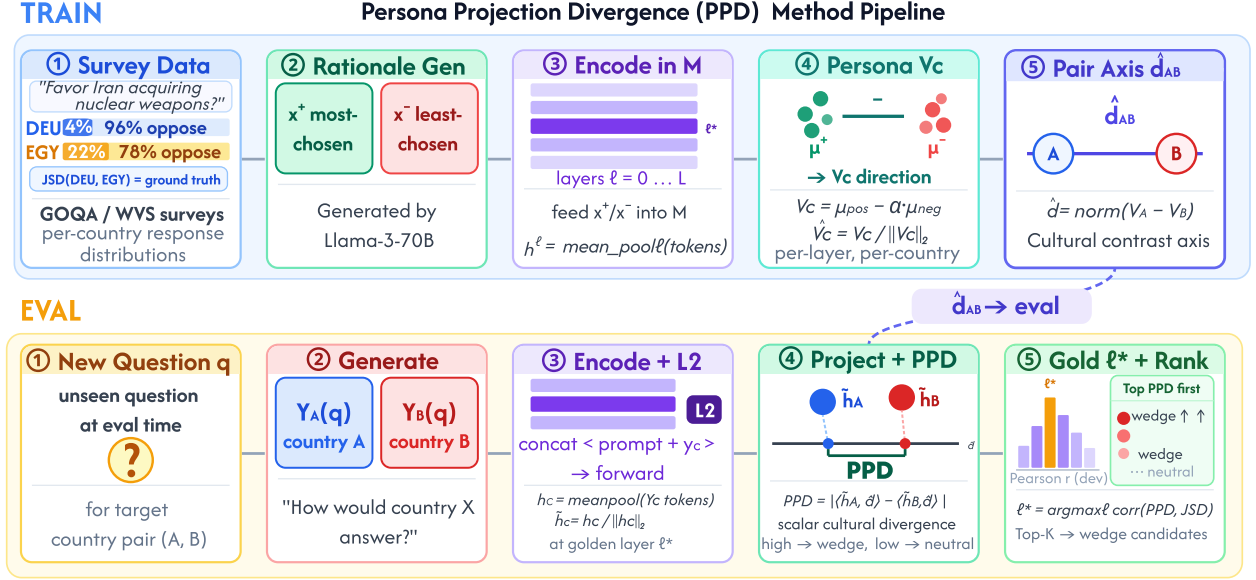 TRAIN
Persona Projection Divergence (PPD) Method Pipeline
① Survey Data
"Favor Iran acquiring
nuclear weapons?"
DEU 4% 96% oppose
EGY 22% 78% oppose
JSD(DEU, EGY) = ground truth
GOQA / WVS surveys
per-country response
distributions
② Rationale Gen
x⁺ most-
chosen
x⁻ least-
chosen
Generated by
Llama-3-70B
③ Encode in M
ℓ*
layers ℓ = 0 … L
feed x⁺/x⁻ into M
h^ℓ = mean_poolℓ(tokens)
④ Persona Vc
−
μ⁺
μ⁻
→ Vc direction
Vc = μpos − α·μneg
V̂c = Vc / ||Vc||₂
per-layer, per-country
⑤ Pair Axis d̂AB
d̂AB
A
B
d̂ = norm(VA − VB)
Cultural contrast axis
d̂AB → eval
EVAL
① New Question q
unseen question
at eval time
?
for target
country pair (A, B)
② Generate
YA(q)
country A
YB(q)
country B
"How would country X
answer?"
③ Encode + L2
L2
concat < prompt + yc >
→ forward
hc = meanpool(Yc tokens)
h̃c = hc / ||hc||₂
at golden layer ℓ*
④ Project + PPD
h̃A
h̃B
d
PPD
PPD = |⟨h̃A, d̂⟩ − ⟨h̃B,d̂⟩ |
scalar cultural divergence
high → wedge, low → neutral
⑤ Gold ℓ* + Rank
ℓ*
Pearson r (dev)
Top PPD first
wedge ↑ ↑
wedge
··· neutral
ℓ* = argmaxℓ corr(PPD, JSD)
Top-K → wedge candidates